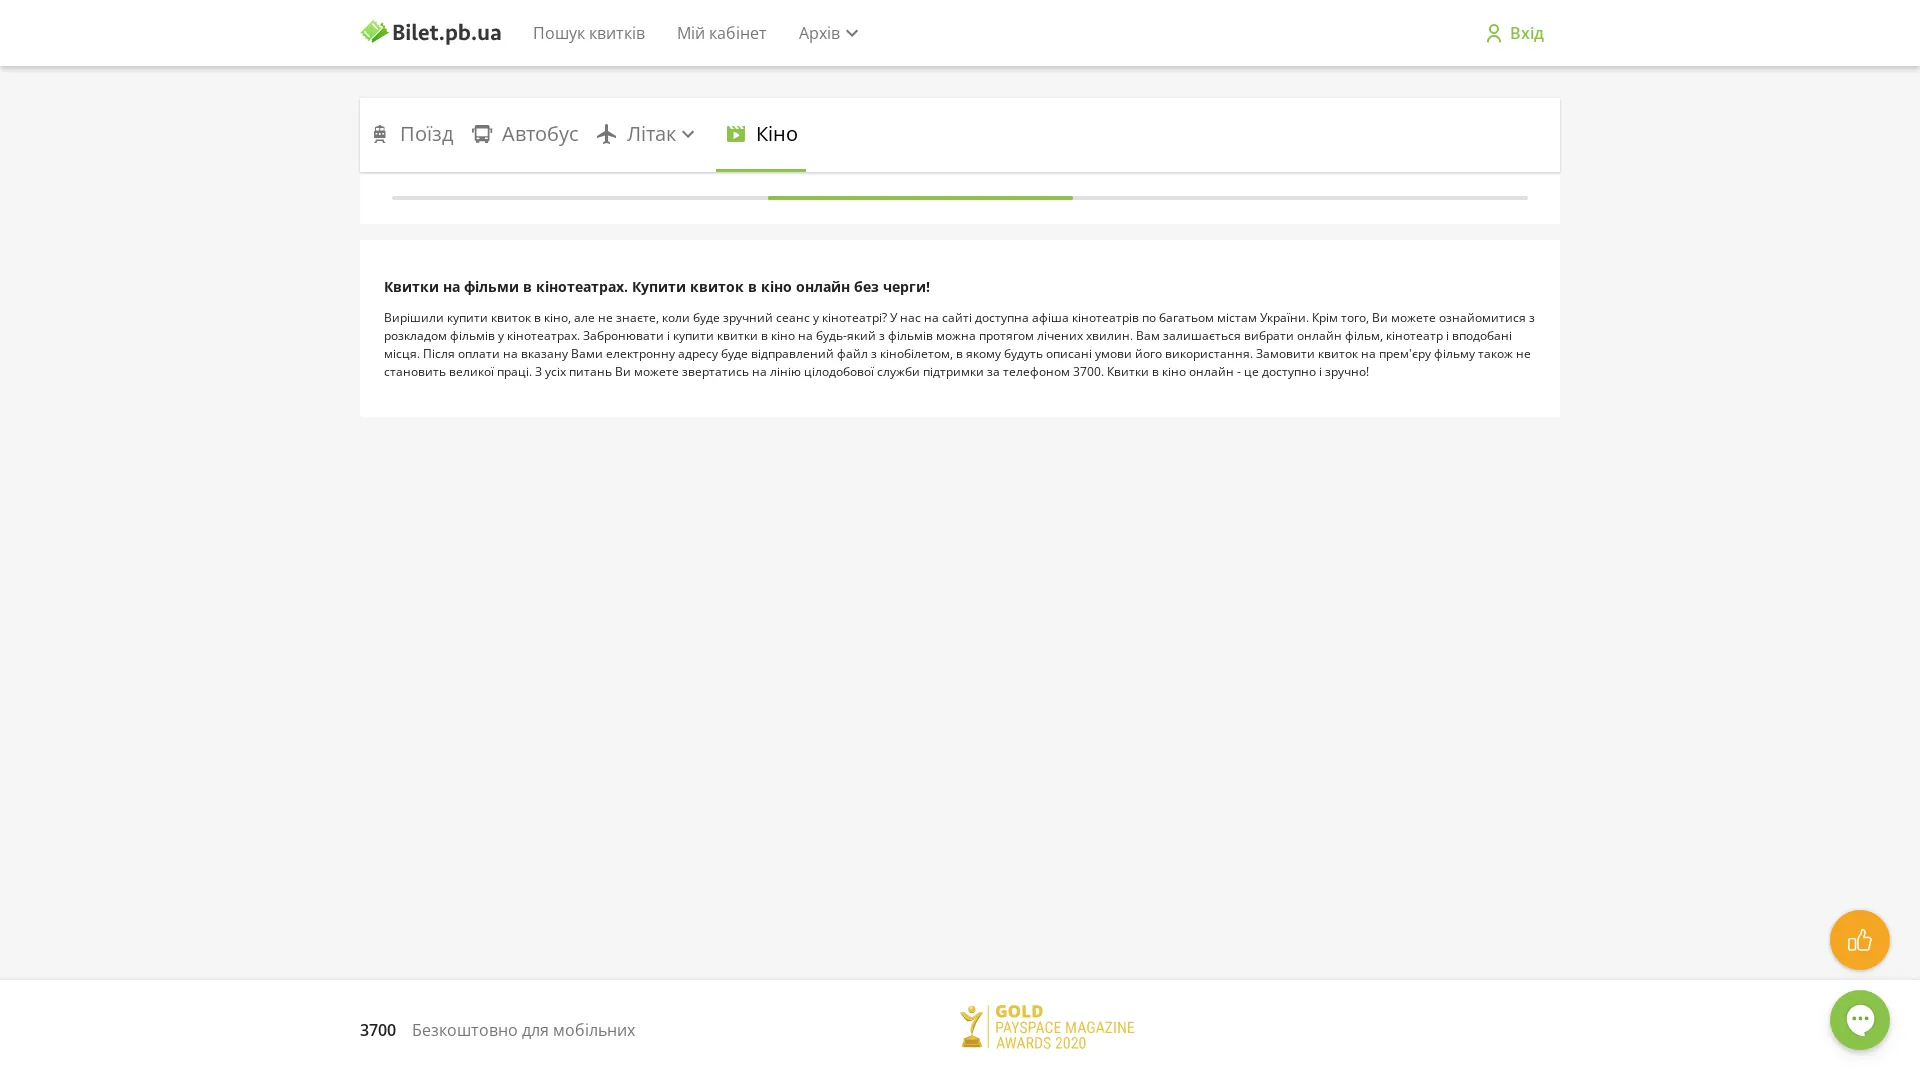 Bilet.pb.ua Пошук квитків Мій кабінет Архів Вхід
Поїзд Автобус Літак Кіно
Квитки на фільми в кінотеатрах. Купити квиток в кіно онлайн без черги!
Вирішили купити квиток в кіно, але не знаєте, коли буде зручний сеанс у кінотеатрі? У нас на сайті доступна афіша кінотеатрів по багатьом містам України. Крім того, Ви можете ознайомитися з
розкладом фільмів у кінотеатрах. Забронювати і купити квитки в кіно на будь-який з фільмів можна протягом лічених хвилин. Вам залишається вибрати онлайн фільм, кінотеатр і вподобані
місця. Після оплати на вказану Вами електронну адресу буде відправлений файл з кінобілетом, в якому будуть описані умови його використання. Замовити квиток на прем'єру фільму також не
становить великої праці. З усіх питань Ви можете звертатись на лінію цілодобової служби підтримки за телефоном 3700. Квитки в кіно онлайн - це доступно і зручно!
3700 Безкоштовно для мобільних
GOLD
PAYSPACE MAGAZINE
AWARDS 2020